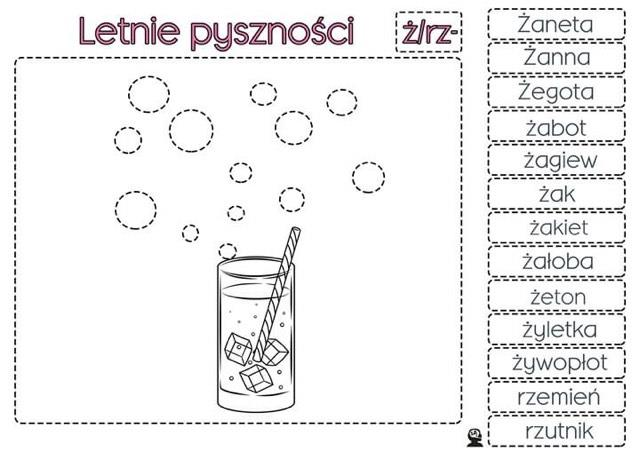 Letnie pyszności
ż/rz-
Żaneta
Żanna
Żegota
żabot
żagiew
żak
żakiet
żałoba
żeton
żyletka
żywopłot
rzemień
rzutnik